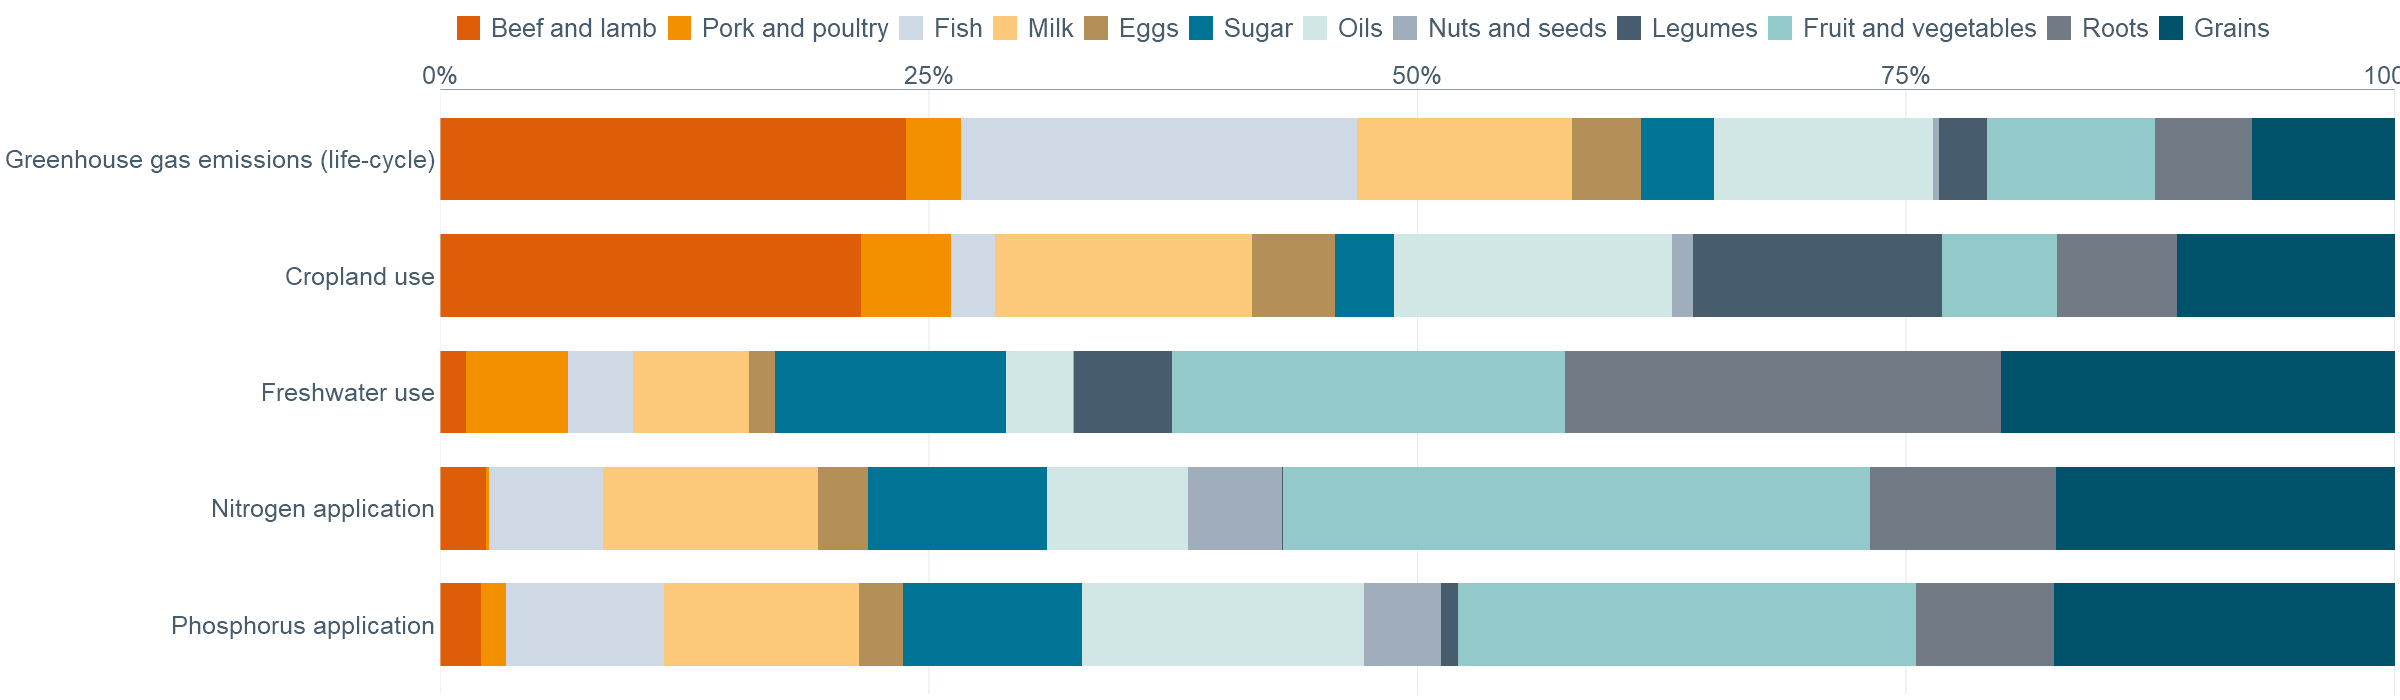 Beef and lamb Pork and poultry Fish Milk Eggs Sugar Oils Nuts and seeds Legumes Fruit and vegetables Roots Grains
0% 25% 50% 75% 100
Greenhouse gas emissions (life-cycle)
Cropland use
Freshwater use
Nitrogen application
Phosphorus application